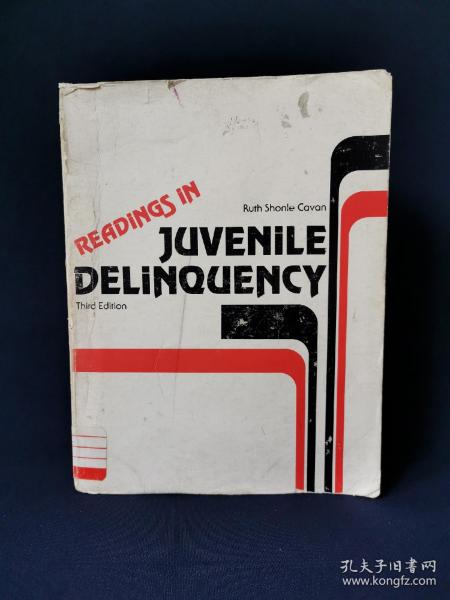 Ruth Shonle Cavan
READINGS IN
JUVENILE
DELINQUENCY
Third Edition
孔夫子旧书网
www.kongfz.com